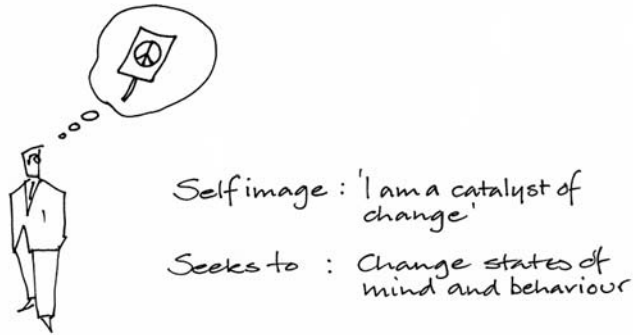 Self image : 'I am a catalyst of
change'
Seeks to : Change states of
mind and behaviour